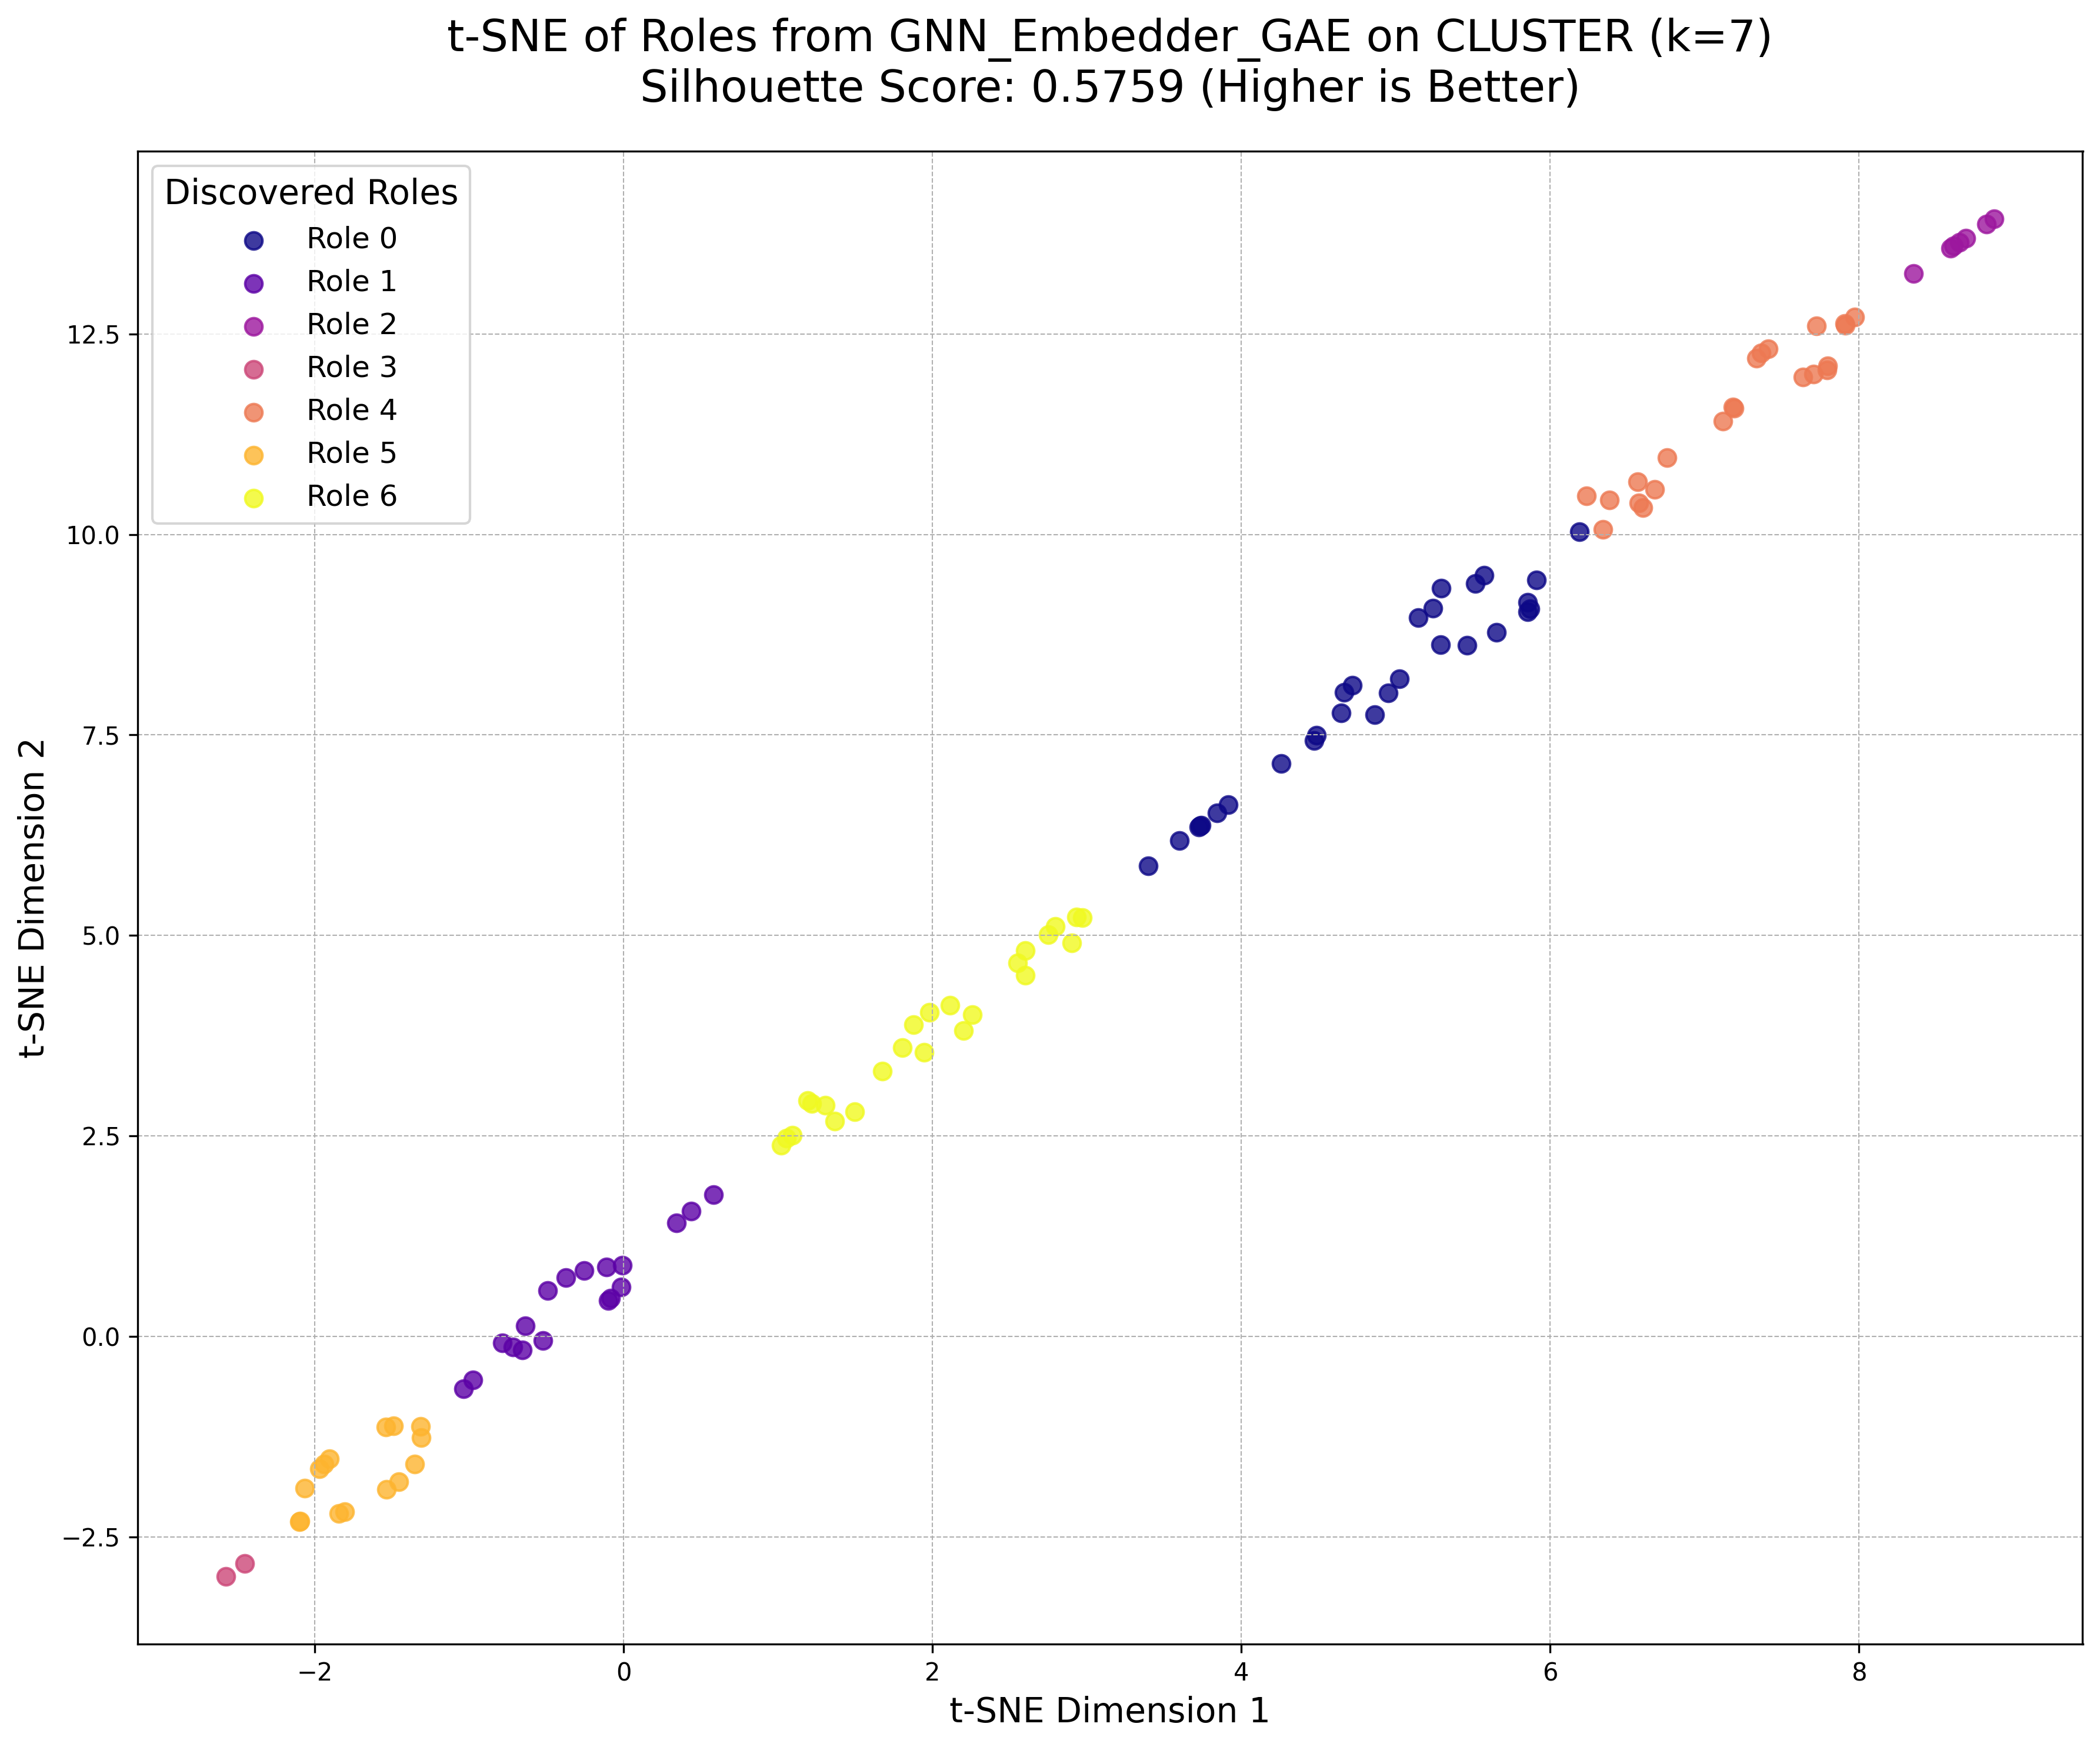 t-SNE of Roles from GNN_Embedder_GAE on CLUSTER (k=7)
Silhouette Score: 0.5759 (Higher is Better)
Discovered Roles
Role 0
Role 1
Role 2
Role 3
Role 4
Role 5
Role 6
12.5
10.0
7.5
5.0
2.5
0.0
−2.5
t-SNE Dimension 2
−2
0
2
4
6
8
t-SNE Dimension 1